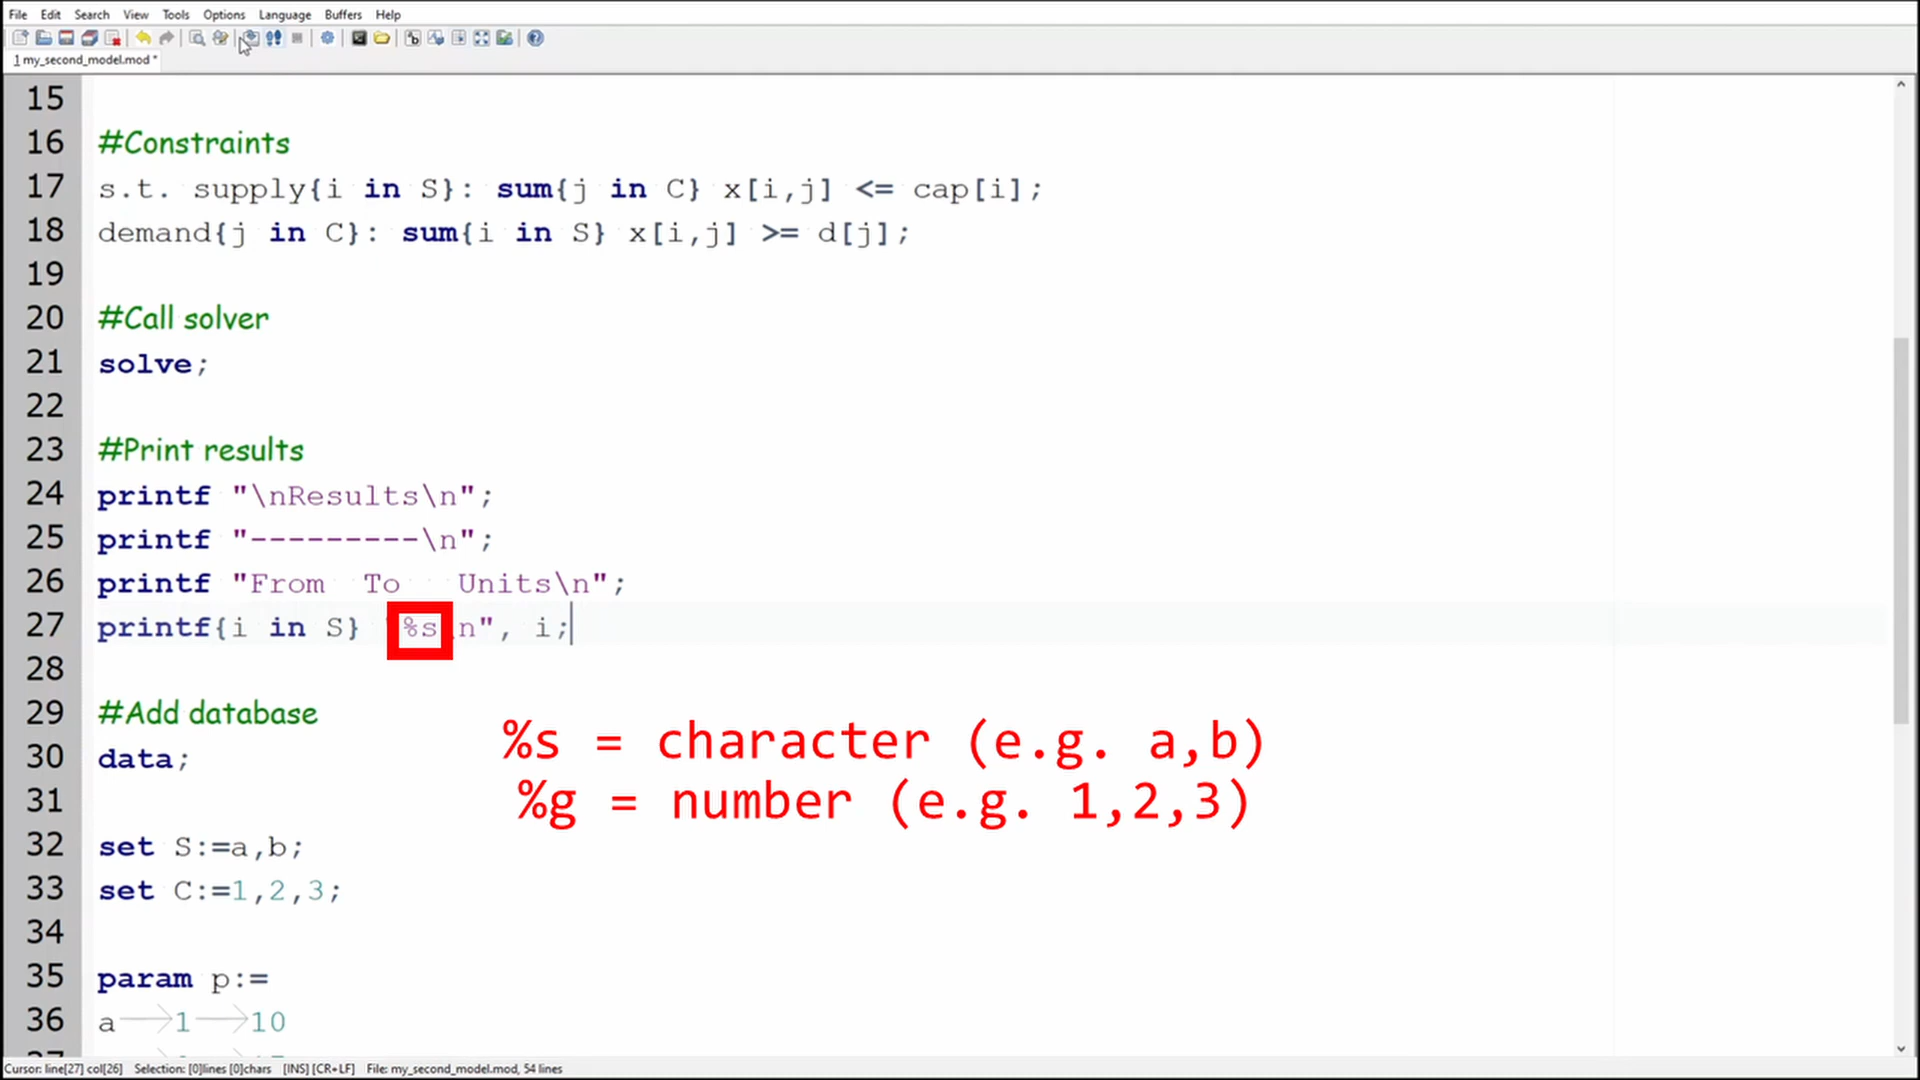 File Edit Search View Tools Options Language Buffers Help
1 my_second_model.mod *
15
16 #Constraints
17 s.t. supply{i in S}: sum{j in C} x[i,j] <= cap[i];
18 demand{j in C}: sum{i in S} x[i,j] >= d[j];
19
20 #Call solver
21 solve;
22
23 #Print results
24 printf "\nResults\n";
25 printf "---------\n";
26 printf "From  To   Units\n";
27 printf{i in S} %s n", i;
28
29 #Add database
%s = character (e.g. a,b)
30 data;
31
%g = number (e.g. 1,2,3)
32 set S:=a,b;
33 set C:=1,2,3;
34
35 param p:=
36 a 1 10
Cursor: line[27] col[26] Selection: [0]lines [0]chars [INS] [CR+LF] File: my_second_model.mod, 54 lines